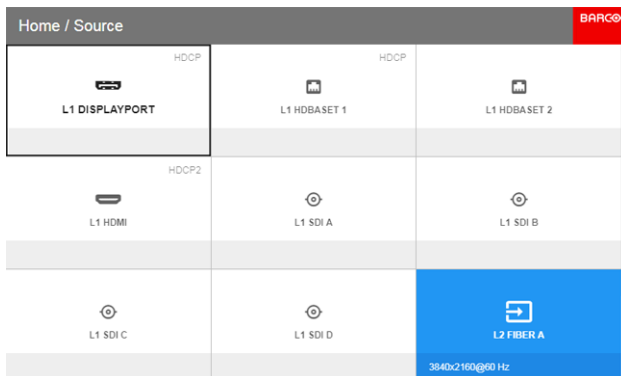 Home / Source
BARCO
HDCP
L1 DISPLAYPORT
HDCP
L1 HDBASET 1
L1 HDBASET 2
HDCP2
L1 HDMI
L1 SDI A
L1 SDI B
L1 SDI C
L1 SDI D
L2 FIBER A
3840x2160@60 Hz